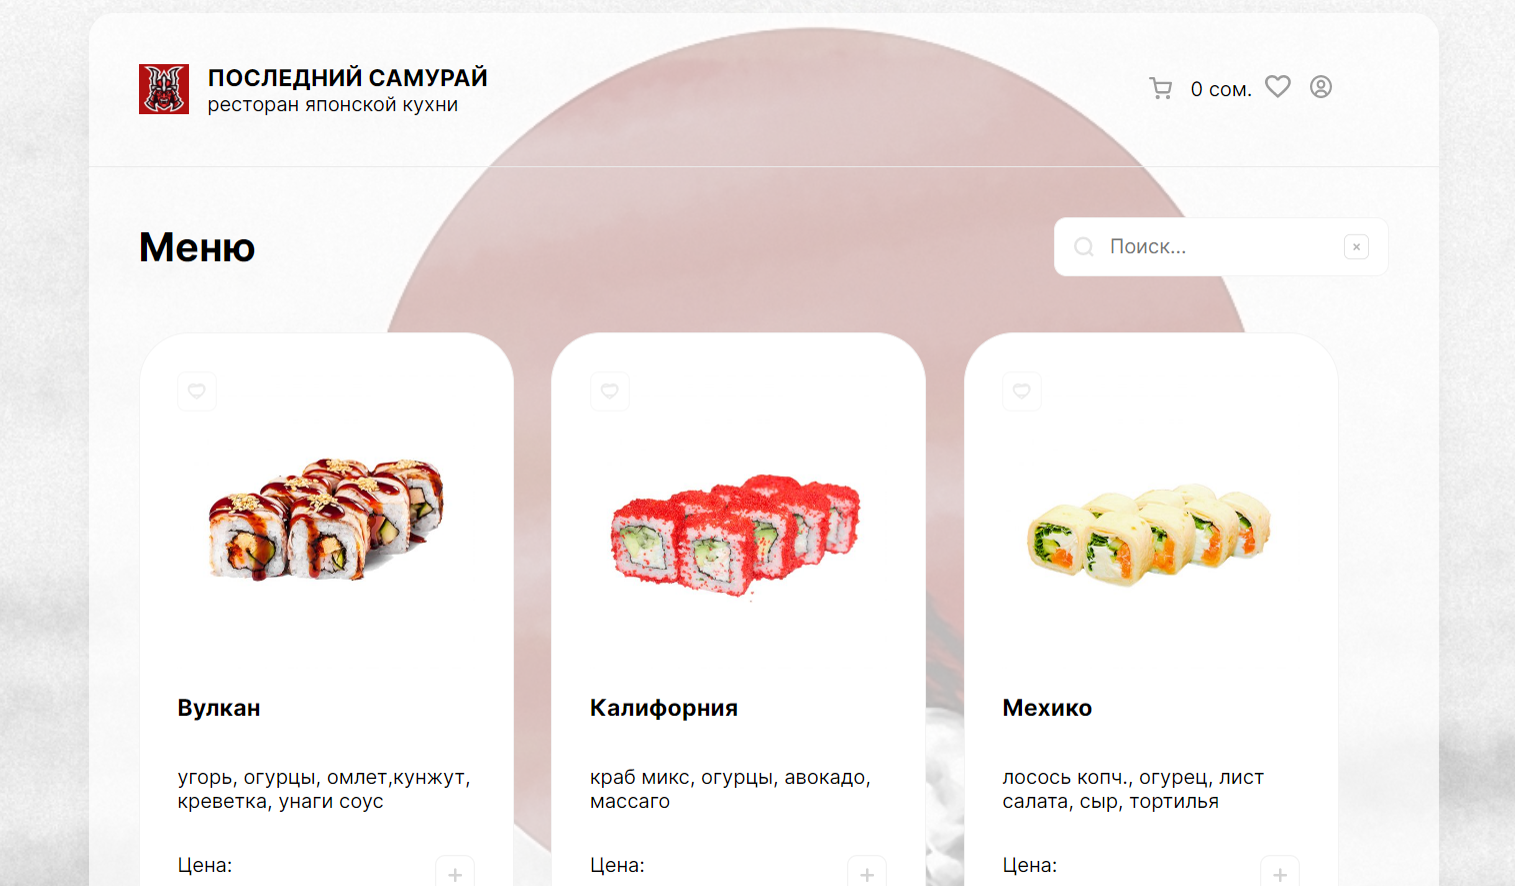 ПОСЛЕДНИЙ САМУРАЙ
ресторан японской кухни
0 сом.
Меню
Поиск...
Вулкан
угорь, огурцы, омлет,кунжут,
креветка, унаги соус
Цена:
Калифорния
краб микс, огурцы, авокадо,
массаго
Цена:
Мехико
лосось копч., огурец, лист
салата, сыр, тортилья
Цена: